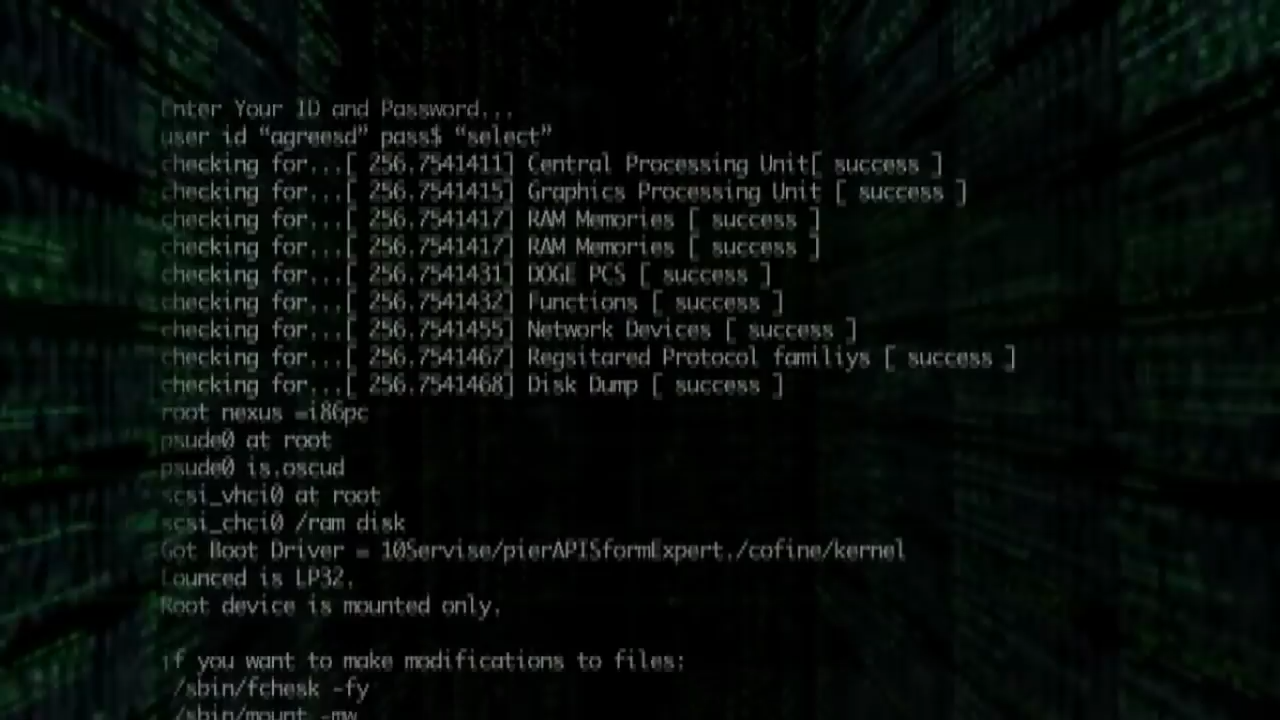 Enter Your ID and Password...
user id “agreesd” pass$ “select”
checking for...[ 256.7541411] Central Processing Unit[ success ]
checking for...[ 256.7541415] Graphics Processing Unit [ success ]
checking for...[ 256.7541417] RAM Memories [ success ]
checking for...[ 256.7541417] RAM Memories [ success ]
checking for...[ 256.7541431] DOGE PCS [ success ]
checking for...[ 256.7541432] Functions [ success ]
checking for...[ 256.7541455] Network Devices [ success ]
checking for...[ 256.7541467] Regsitared Protocol familiys [ success ]
checking for...[ 256.7541468] Disk Dump [ success ]
root nexus =i86pc
psude0 at root
psude0 is.oscud
scsi_vhci0 at root
scsi_chci0 /ram disk
Got Boot Driver = 10Servise/pierAPISformExpert./cofine/kernel
Lounced is LP32.
Root device is mounted only.
if you want to make modifications to files:
/sbin/fchesk -fy
/sbin/mount -mw